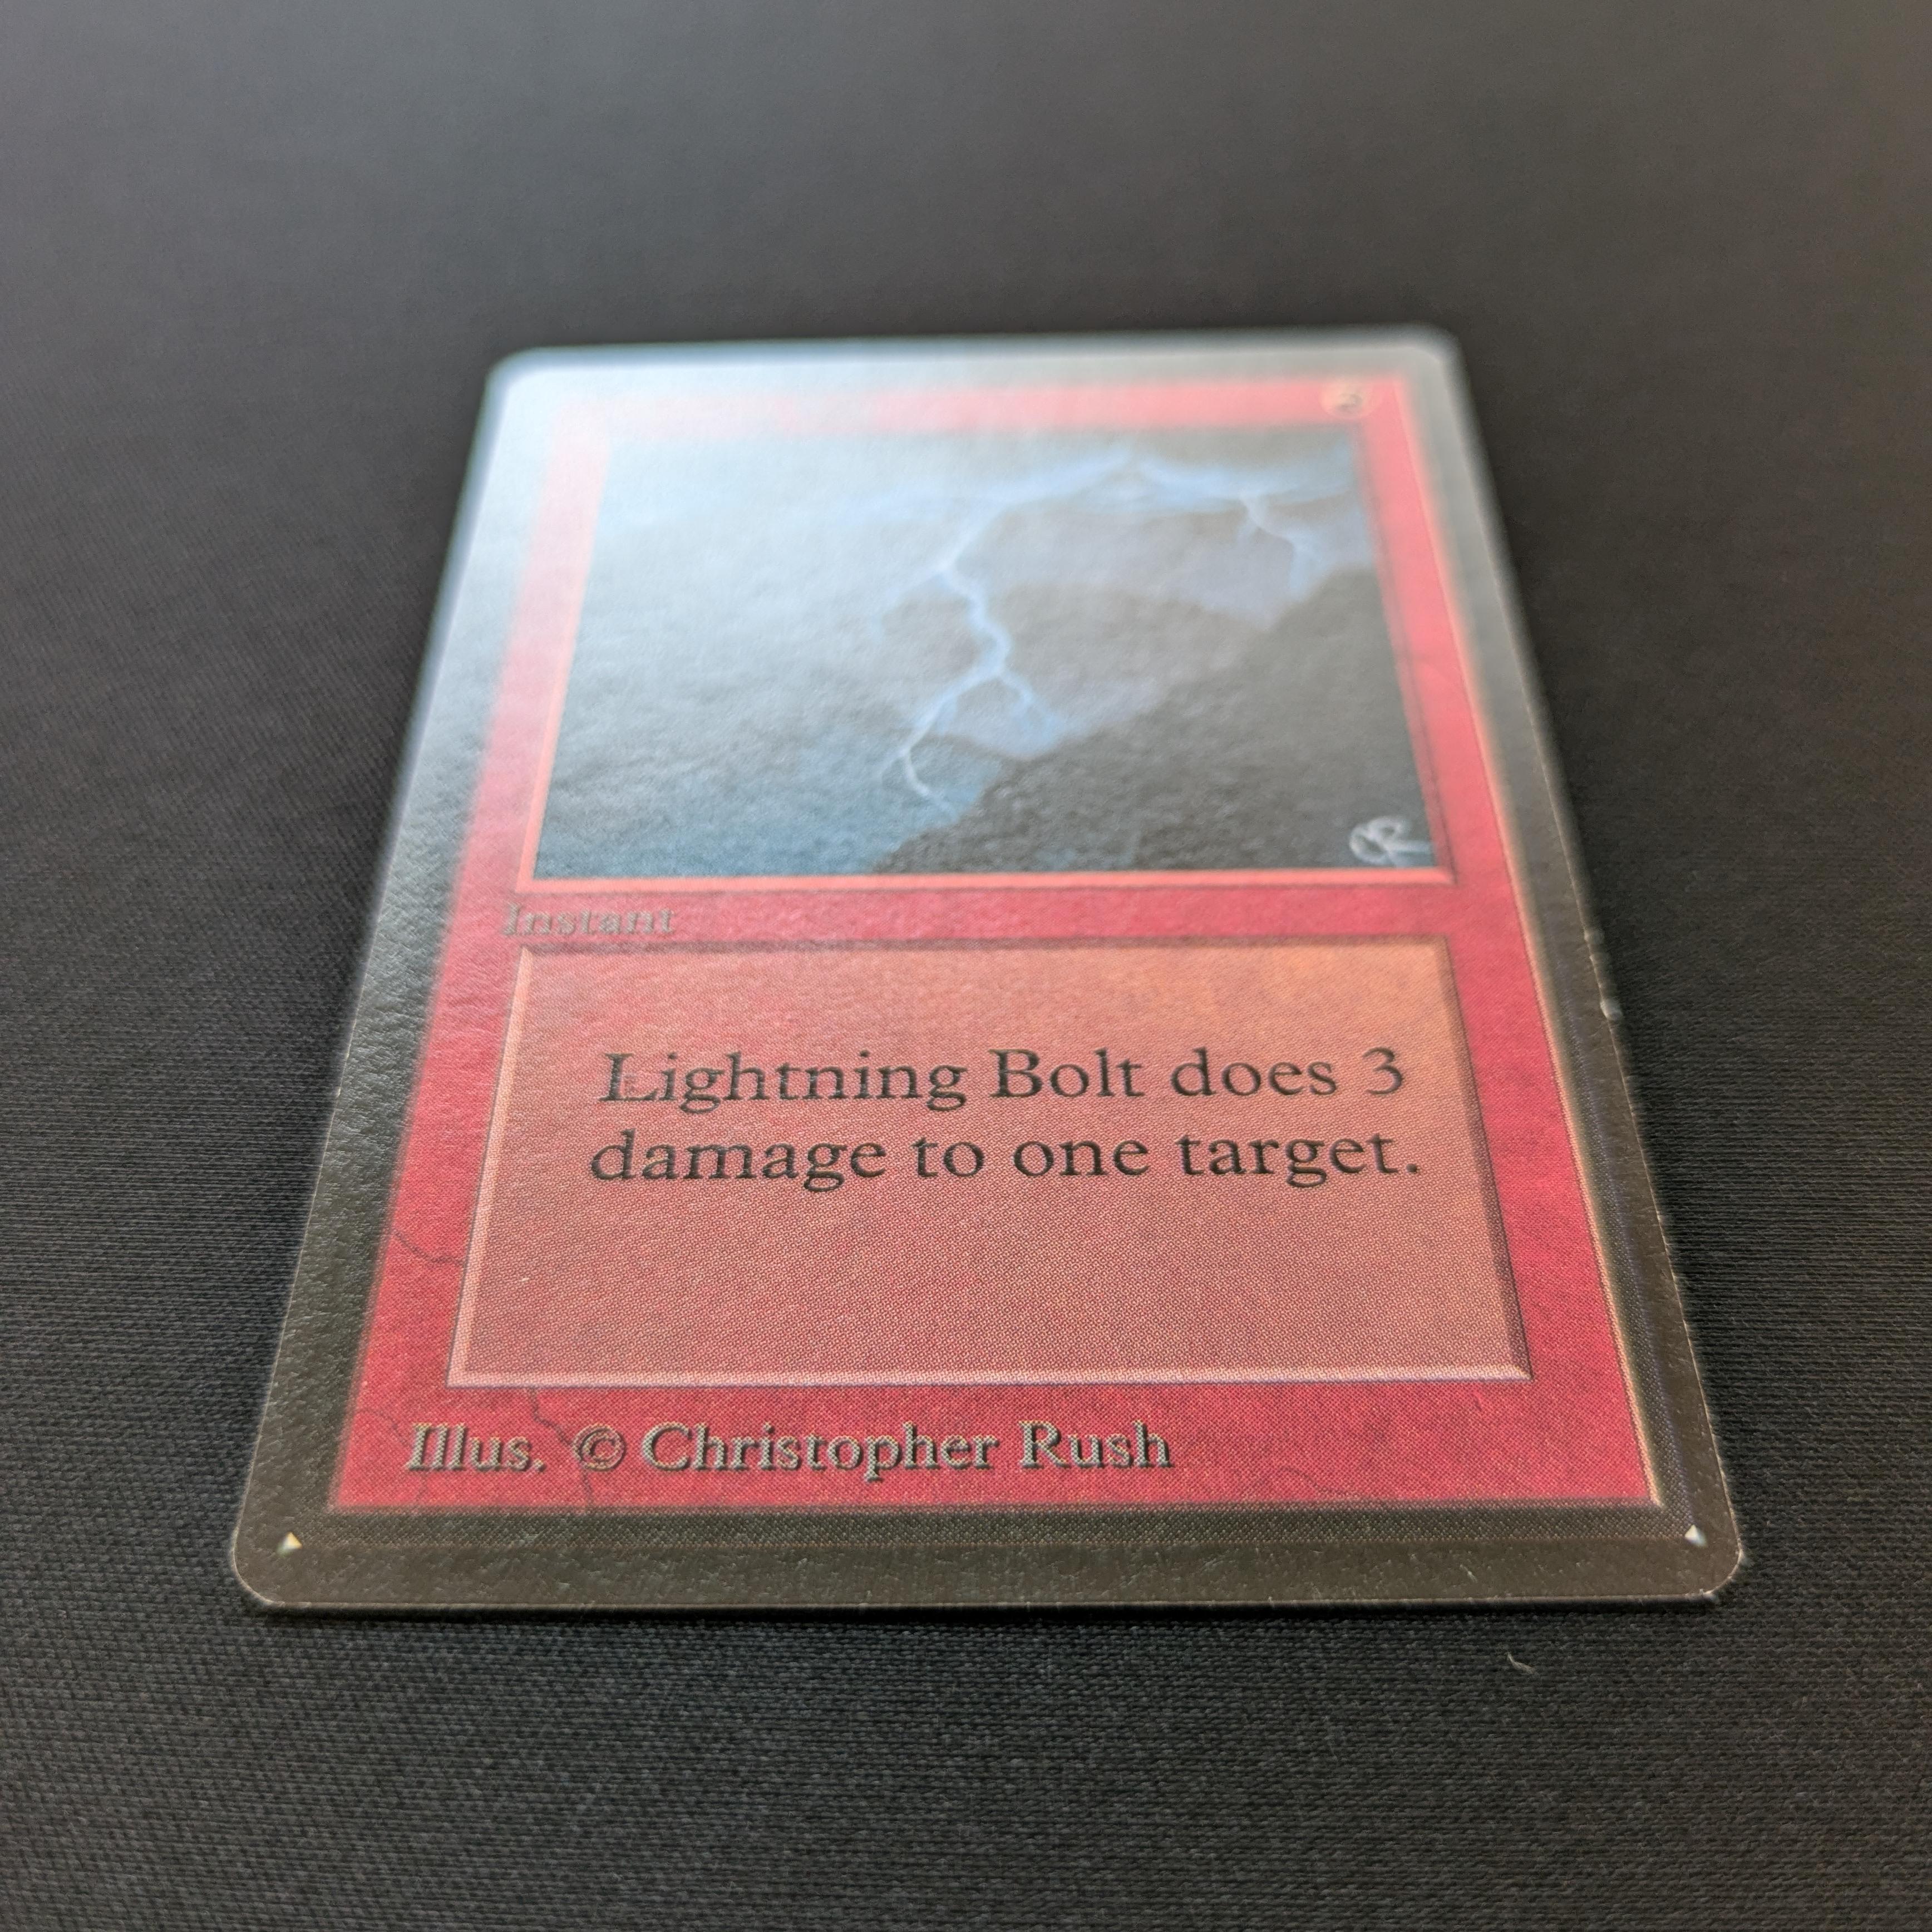 Instant
Lightning Bolt does 3
damage to one target.
Illus. © Christopher Rush